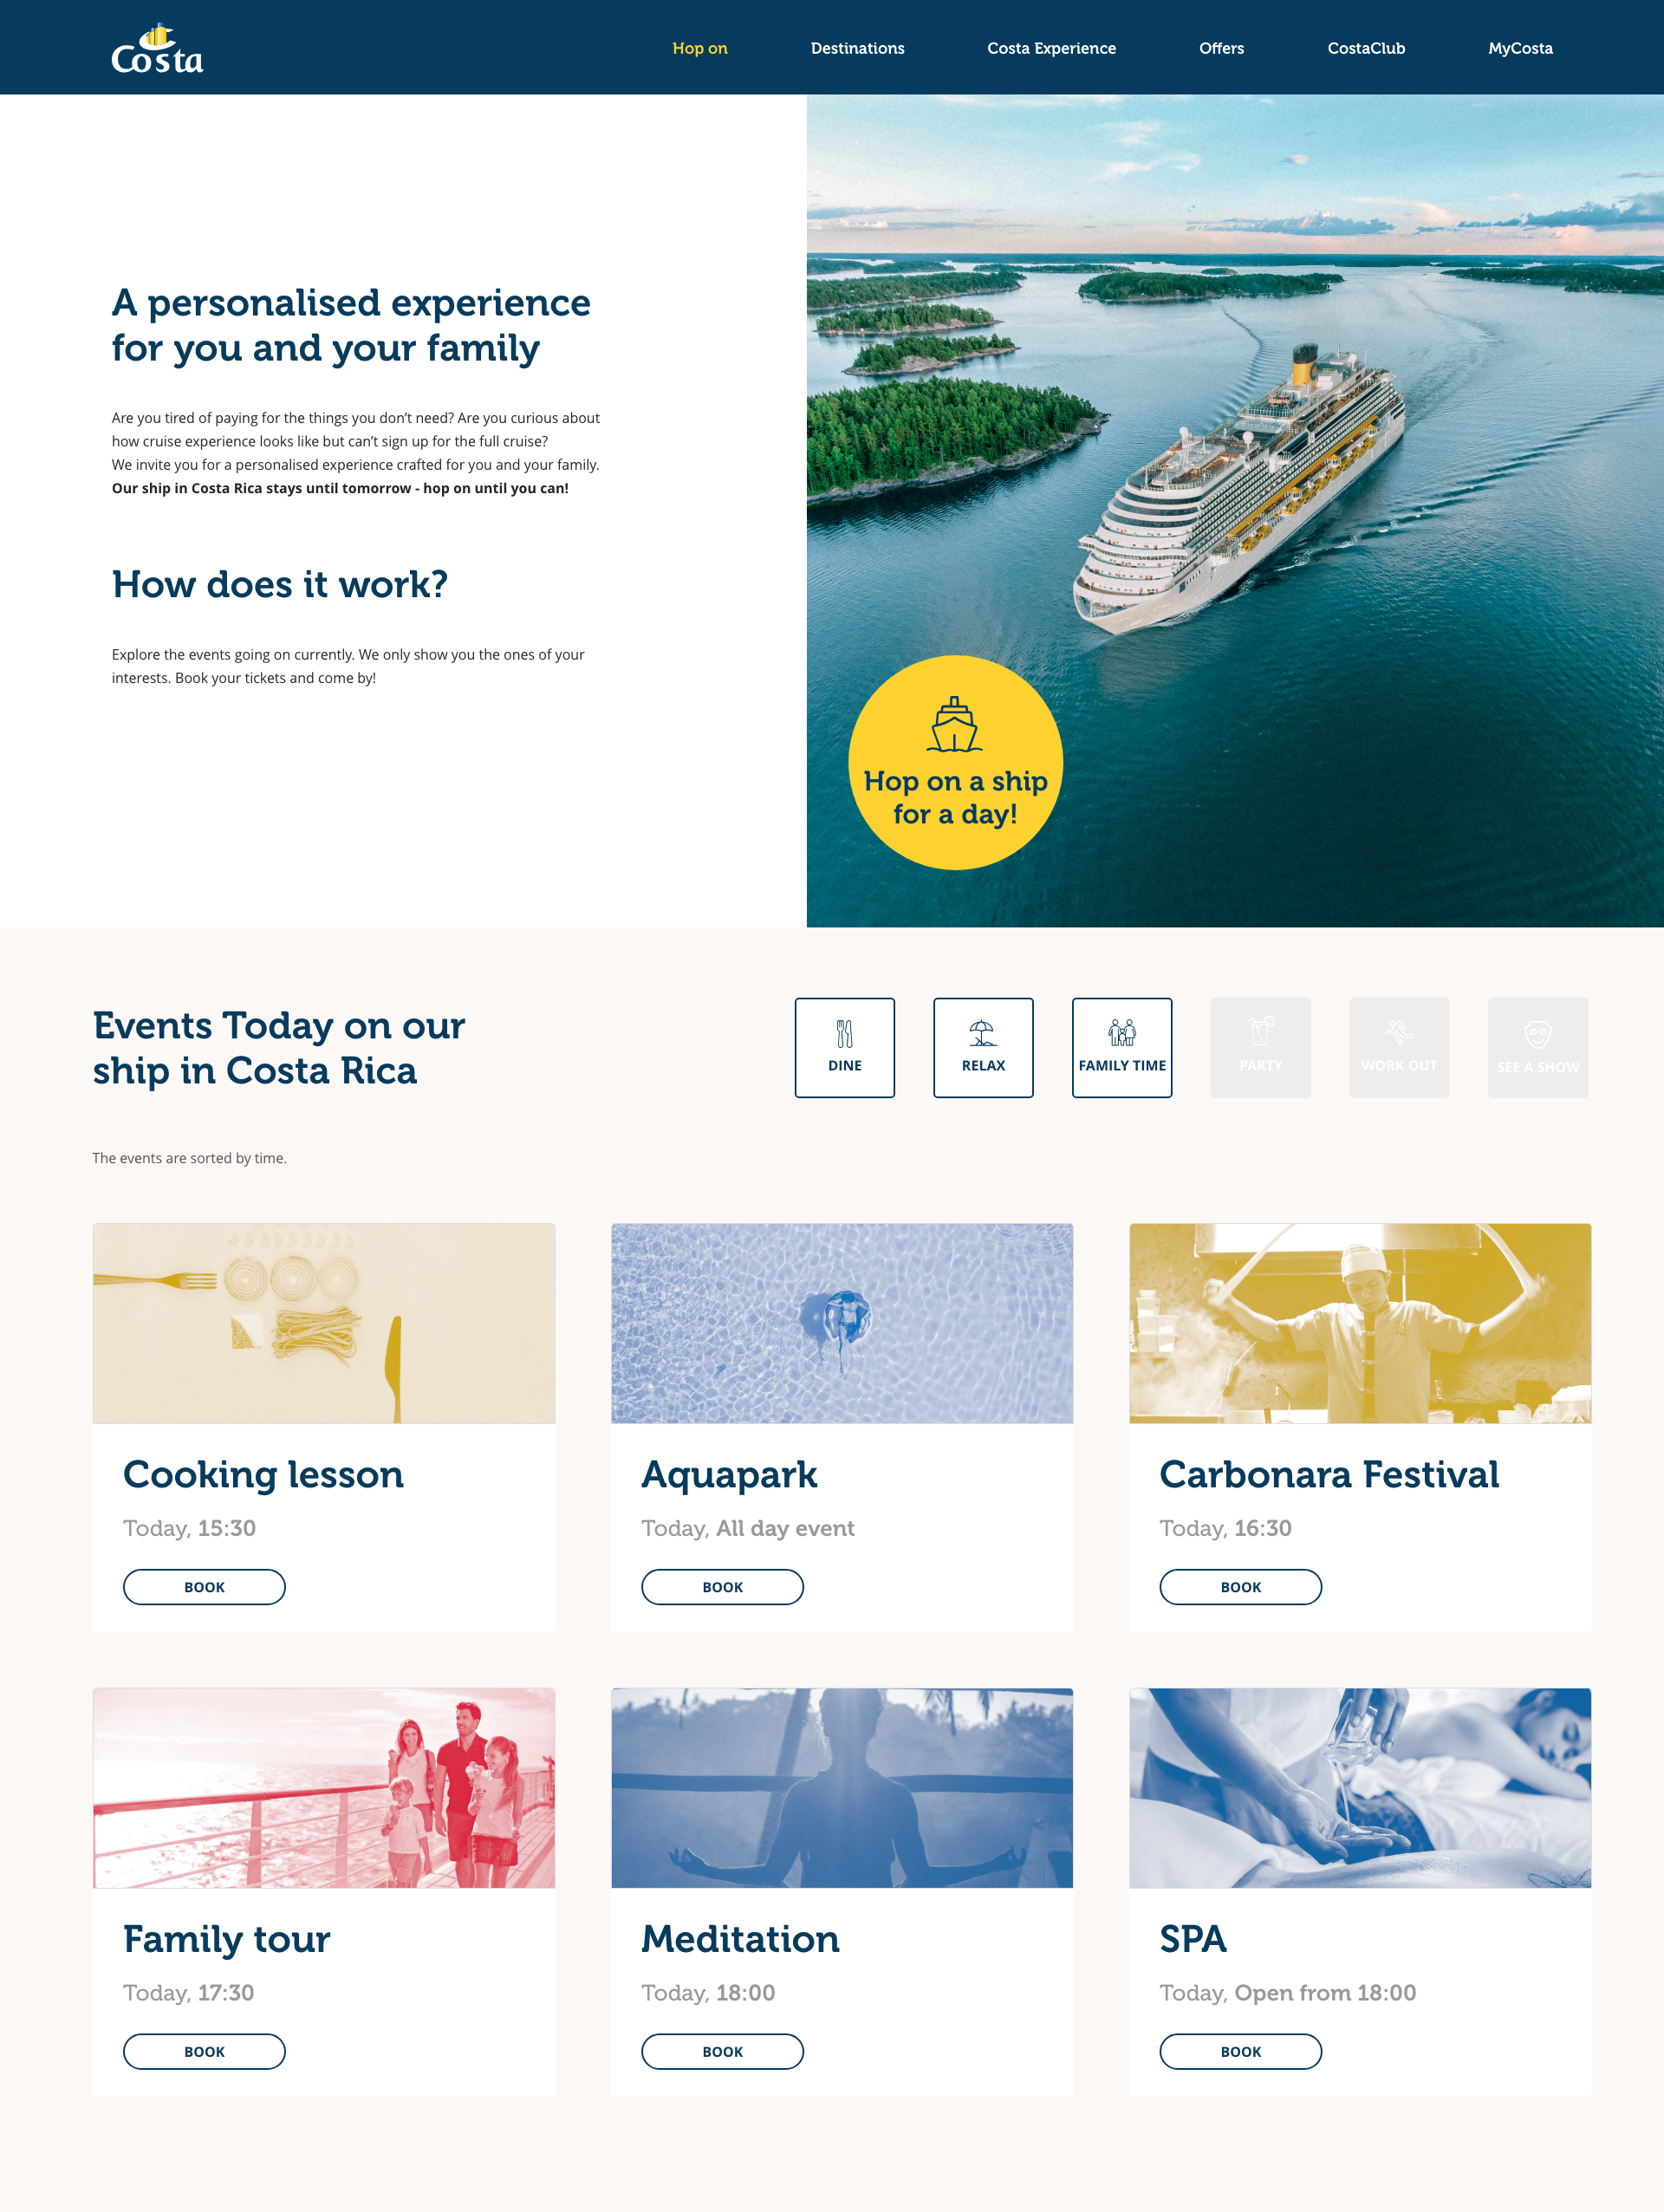 Costa
Hop on
Destinations
Costa Experience
Offers
CostaClub
MyCosta
A personalised experience
for you and your family
Are you tired of paying for the things you don't need? Are you curious about
how cruise experience looks like but can't sign up for the full cruise?
We invite you for a personalised experience crafted for you and your family.
Our ship in Costa Rica stays until tomorrow - hop on until you can!
How does it work?
Explore the events going on currently. We only show you the ones of your
interests. Book your tickets and come by!
Hop on a ship
for a day!
Events Today on our
ship in Costa Rica
DINE
RELAX
FAMILY TIME
PARTY
WORK OUT
SEE A SHOW
The events are sorted by time.
Cooking lesson
Today, 15:30
BOOK
Aquapark
Today, All day event
BOOK
Carbonara Festival
Today, 16:30
BOOK
Family tour
Today, 17:30
BOOK
Meditation
Today, 18:00
BOOK
SPA
Today, Open from 18:00
BOOK